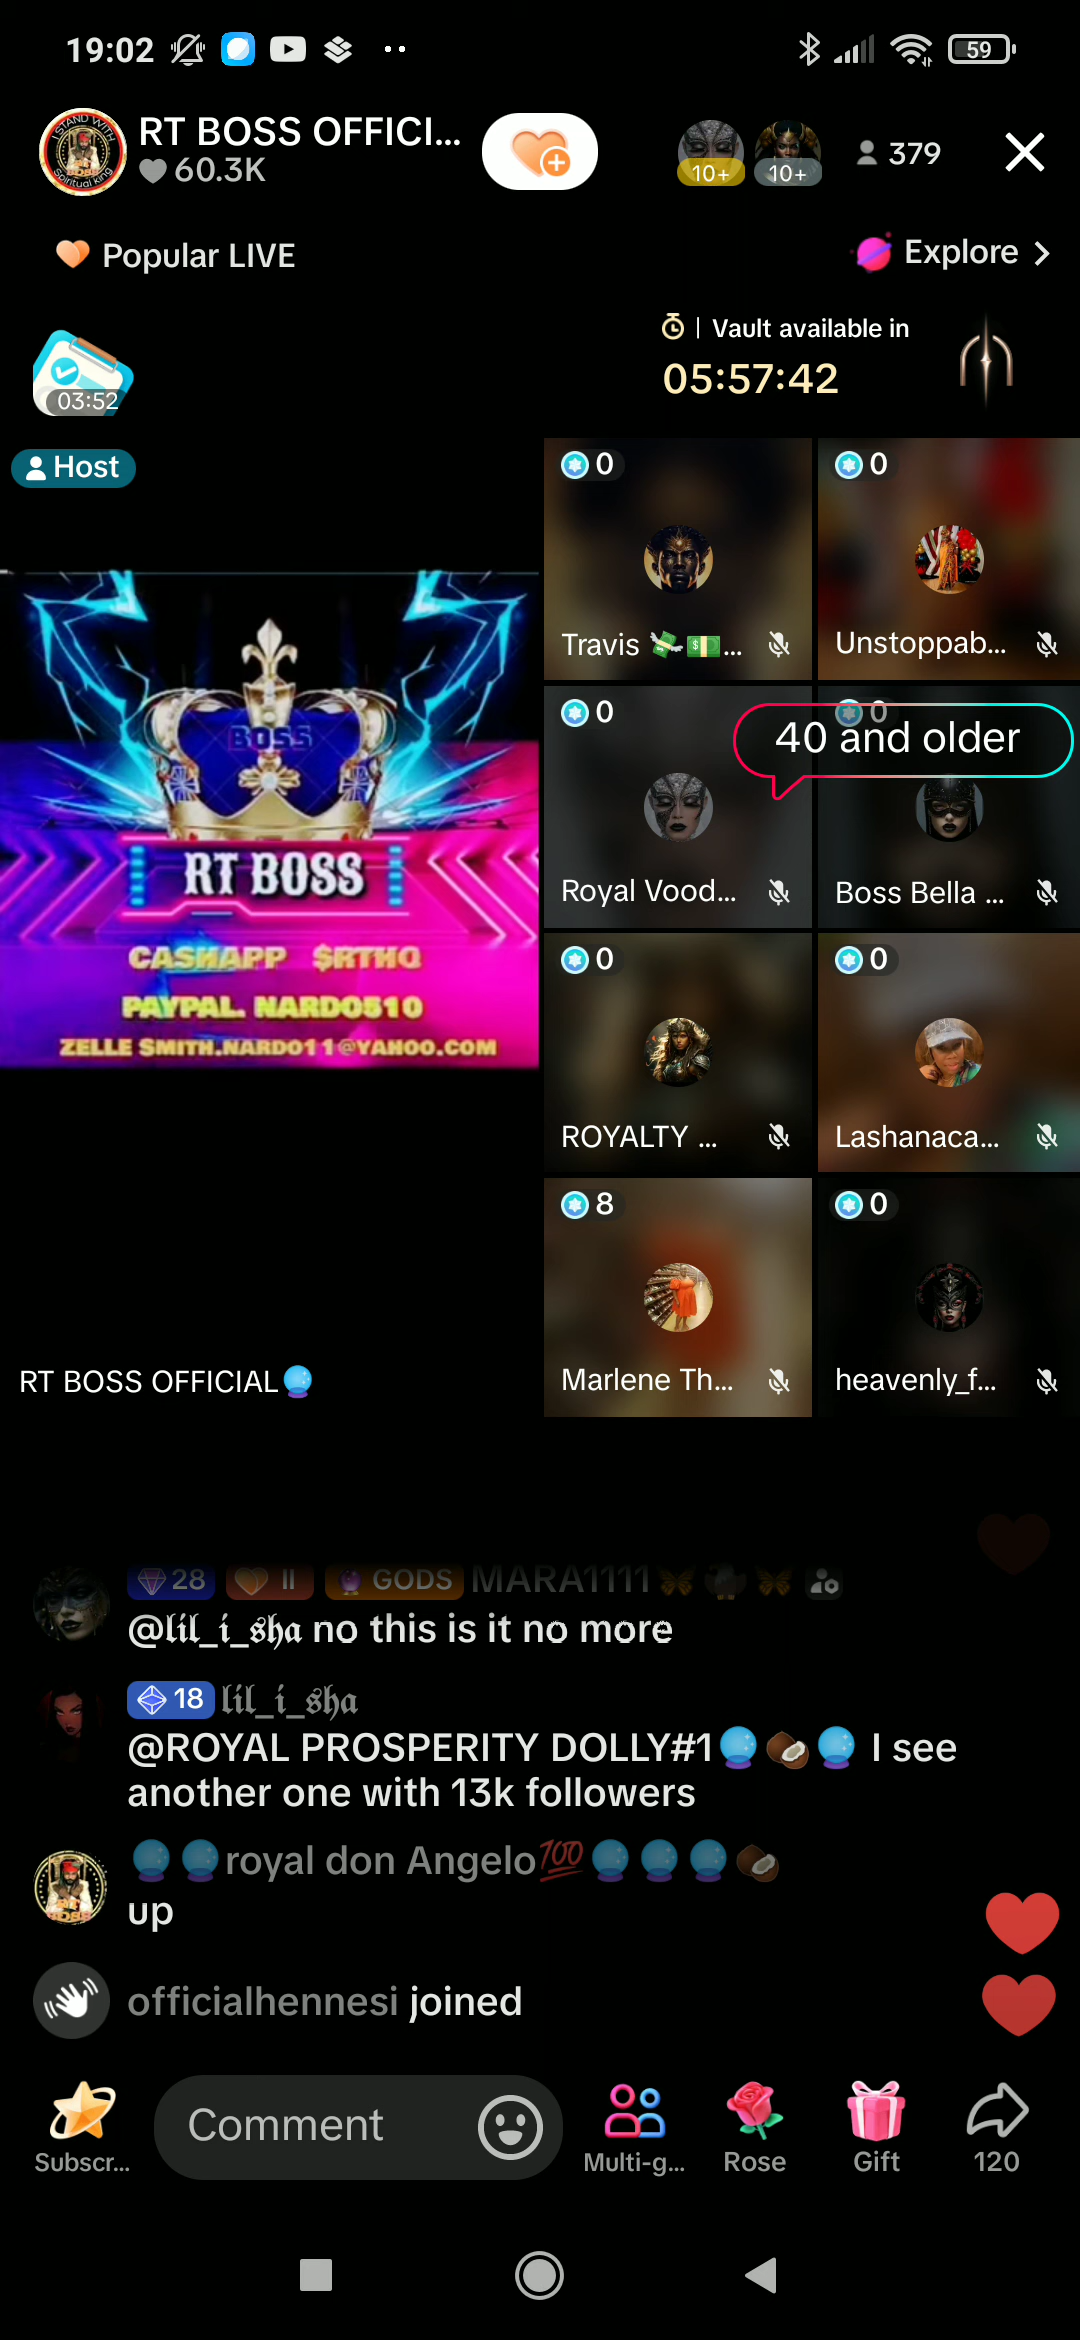 19:02
59
RT BOSS OFFICI...
60.3K
10+
10+
379
Popular LIVE
Explore
Vault available in
05:57:42
03:52
Host
BOSS
RT BOSS
CASHAPP $RTHQ
PAYPAL. NARDO510
ZELLE SMITH.NARDO11@YAHOO.COM
RT BOSS OFFICIAL
0
Travis 💸💵...
0
Unstoppab...
0
Royal Vood...
0
40 and older
Boss Bella ...
0
ROYALTY ...
0
Lashanaca...
8
Marlene Th...
0
heavenly_f...
28 II GODS MARA1111
@𝔩𝔦𝔩_𝔦_𝔰𝔥𝔞 no this is it no more
18 𝔩𝔦𝔩_𝔦_𝔰𝔥𝔞
@ROYAL PROSPERITY DOLLY#1🔮🥥🔮 I see
another one with 13k followers
🔮🔮royal don Angelo💯🔮🔮🔮🥥
up
officialhennesi joined
Comment
Subscr...
Multi-g...
Rose
Gift
120